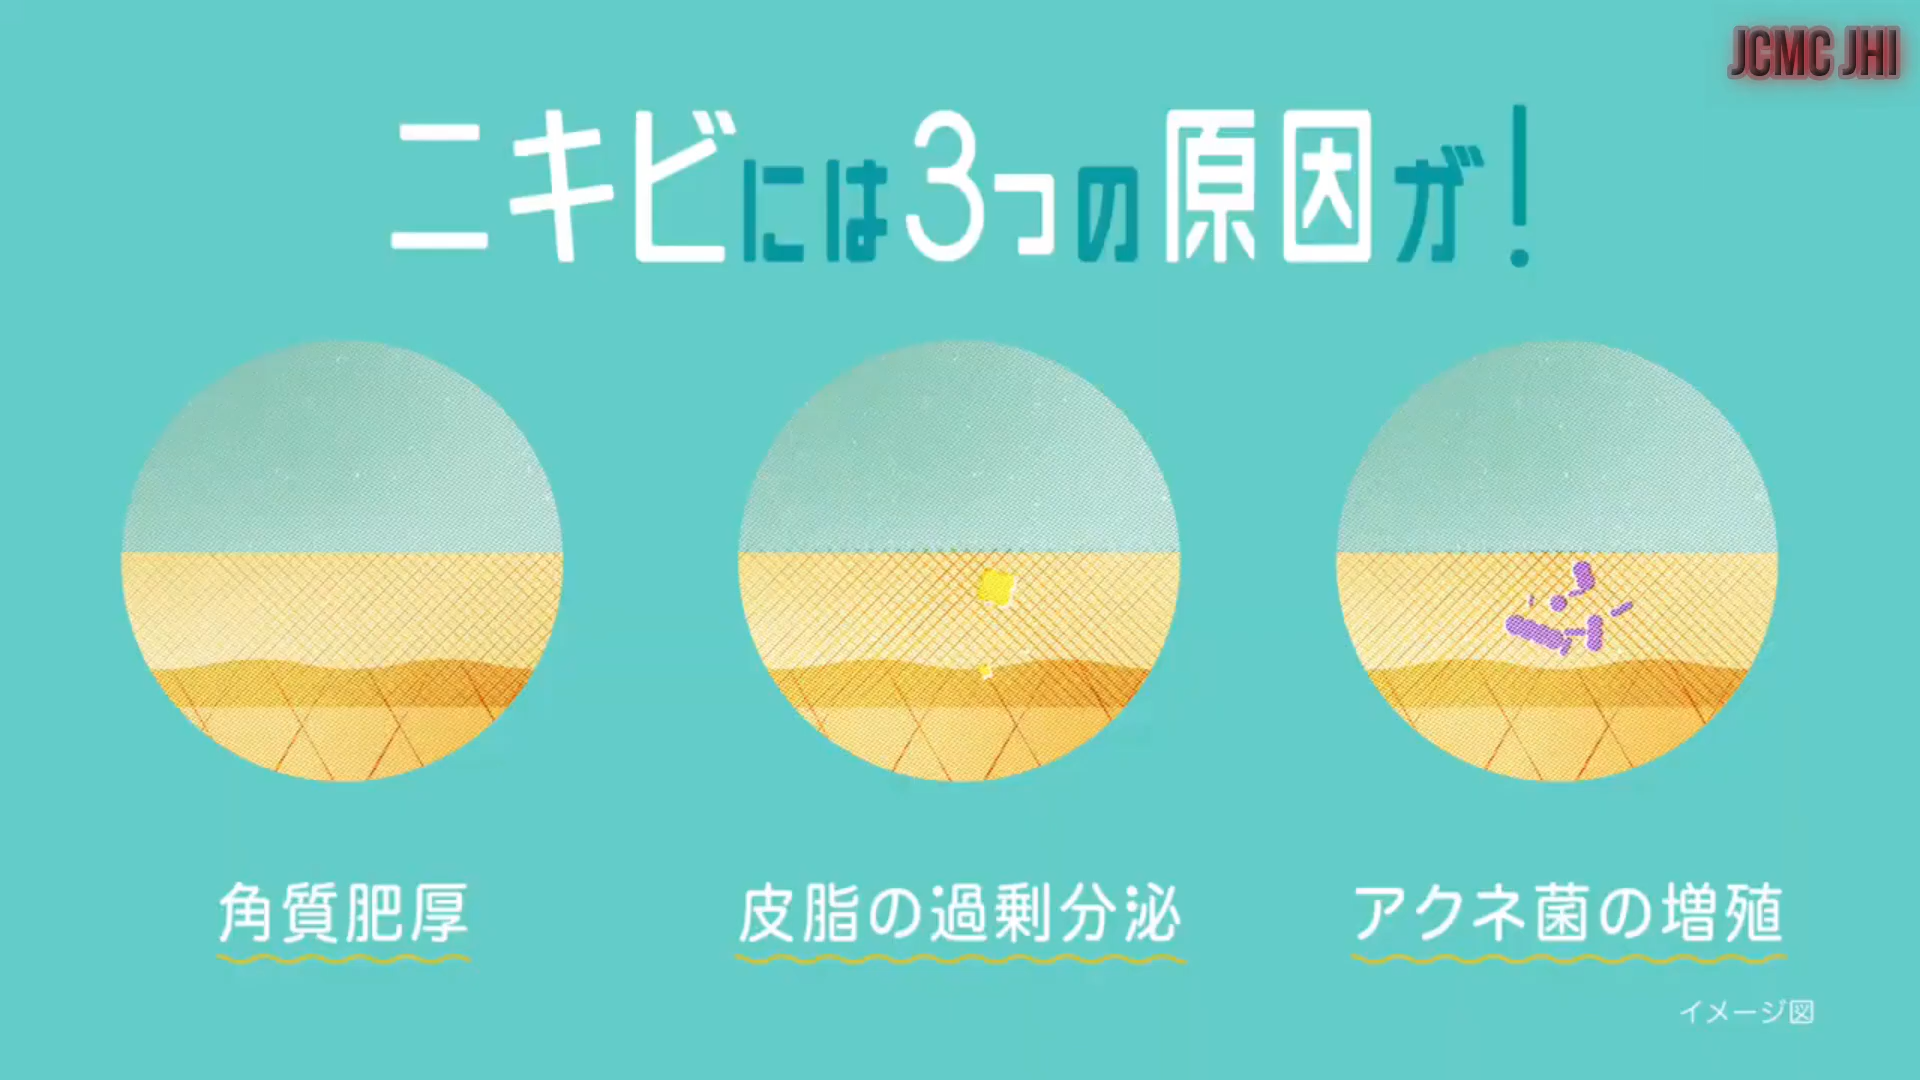 JCMC JHI
ニキビには3つの原因が!
角質肥厚
皮脂の過剰分泌
アクネ菌の増殖
イメージ図